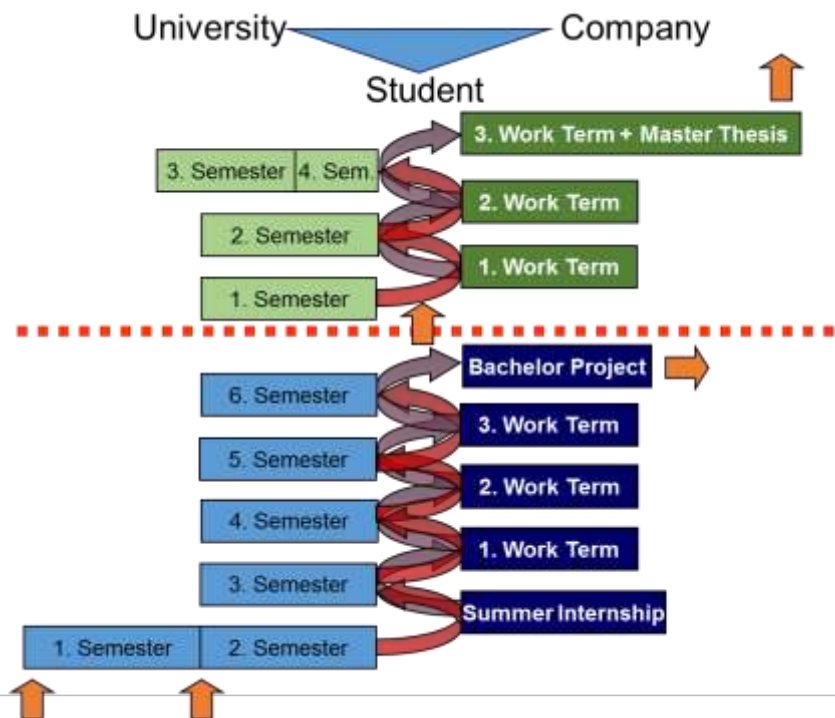 University Company
Student
3. Work Term + Master Thesis
3. Semester 4. Sem.
2. Work Term
2. Semester
1. Work Term
1. Semester
Bachelor Project
6. Semester
3. Work Term
5. Semester
2. Work Term
4. Semester
1. Work Term
3. Semester
Summer Internship
1. Semester 2. Semester